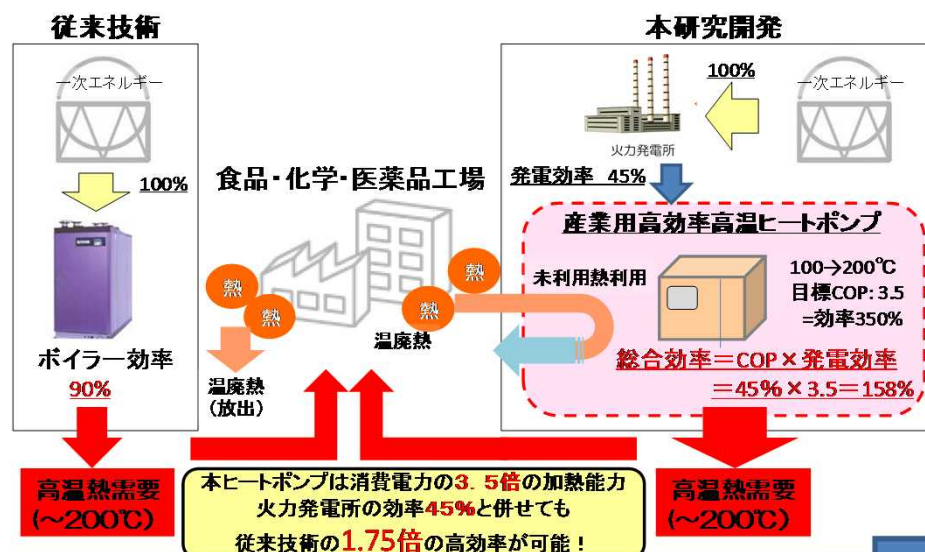 従来技術
一次エネルギー
100%
ボイラー効率
90%
高温熱需要
(~200℃)
食品・化学・医薬品工場
熱
熱
熱
熱
温廃熱
(放出)
温廃熱
本研究開発
100%
一次エネルギー
火力発電所
発電効率 45%
産業用高効率高温ヒートポンプ
未利用熱利用
100→200℃
目標COP: 3.5
=効率350%
総合効率=COP×発電効率
=45%×3.5=158%
高温熱需要
(~200℃)
本ヒートポンプは消費電力の3.5倍の加熱能力
火力発電所の効率45%と併せても
従来技術の1.75倍の高効率が可能!